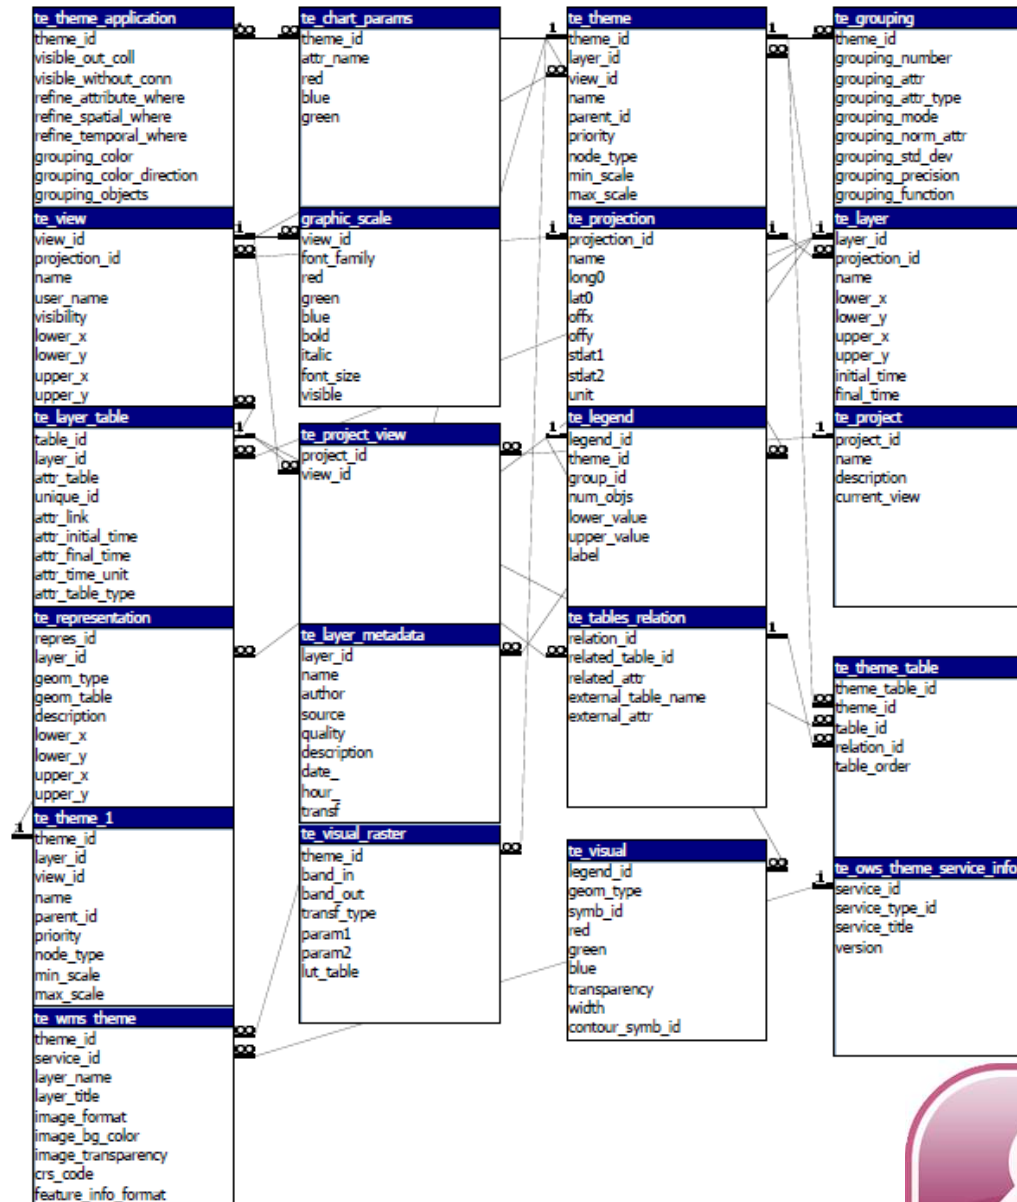 te_theme_application
theme_id
visible_out_coll
visible_without_conn
refine_attribute_where
refine_spatial_where
refine_temporal_where
grouping_color
grouping_color_direction
grouping_objects
te_chart_params
theme_id
attr_name
red
blue
green
te_theme
theme_id
layer_id
view_id
name
parent_id
priority
node_type
min_scale
max_scale
te_grouping
theme_id
grouping_number
grouping_attr
grouping_attr_type
grouping_mode
grouping_norm_attr
grouping_std_dev
grouping_precision
grouping_function
te_view
view_id
projection_id
name
user_name
visibility
lower_x
lower_y
upper_x
upper_y
graphic_scale
view_id
font_family
red
green
blue
bold
italic
font_size
visible
te_projection
projection_id
name
long0
lat0
offx
offy
stlat1
stlat2
unit
te_layer
layer_id
projection_id
name
lower_x
lower_y
upper_x
upper_y
initial_time
final_time
te_layer_table
table_id
layer_id
attr_table
unique_id
attr_link
attr_initial_time
attr_final_time
attr_time_unit
attr_table_type
te_project_view
project_id
view_id
te_legend
legend_id
theme_id
group_id
num_objs
lower_value
upper_value
label
te_project
project_id
name
description
current_view
te_representation
repres_id
layer_id
geom_type
geom_table
description
lower_x
lower_y
upper_x
upper_y
te_layer_metadata
layer_id
name
author
source
quality
description
date_
hour_
transf
te_tables_relation
relation_id
related_table_id
related_attr
external_table_name
external_attr
te_theme_table
theme_table_id
theme_id
table_id
relation_id
table_order
te_theme_1
theme_id
layer_id
view_id
name
parent_id
priority
node_type
min_scale
max_scale
te_visual_raster
theme_id
band_in
band_out
transf_type
param1
param2
lut_table
te_visual
legend_id
geom_type
symb_id
red
green
blue
transparency
width
contour_symb_id
te_ows_theme_service_info
service_id
service_type_id
service_title
version
te_wms_theme
theme_id
service_id
layer_name
layer_title
image_format
image_bg_color
image_transparency
crs_code
feature_info_format